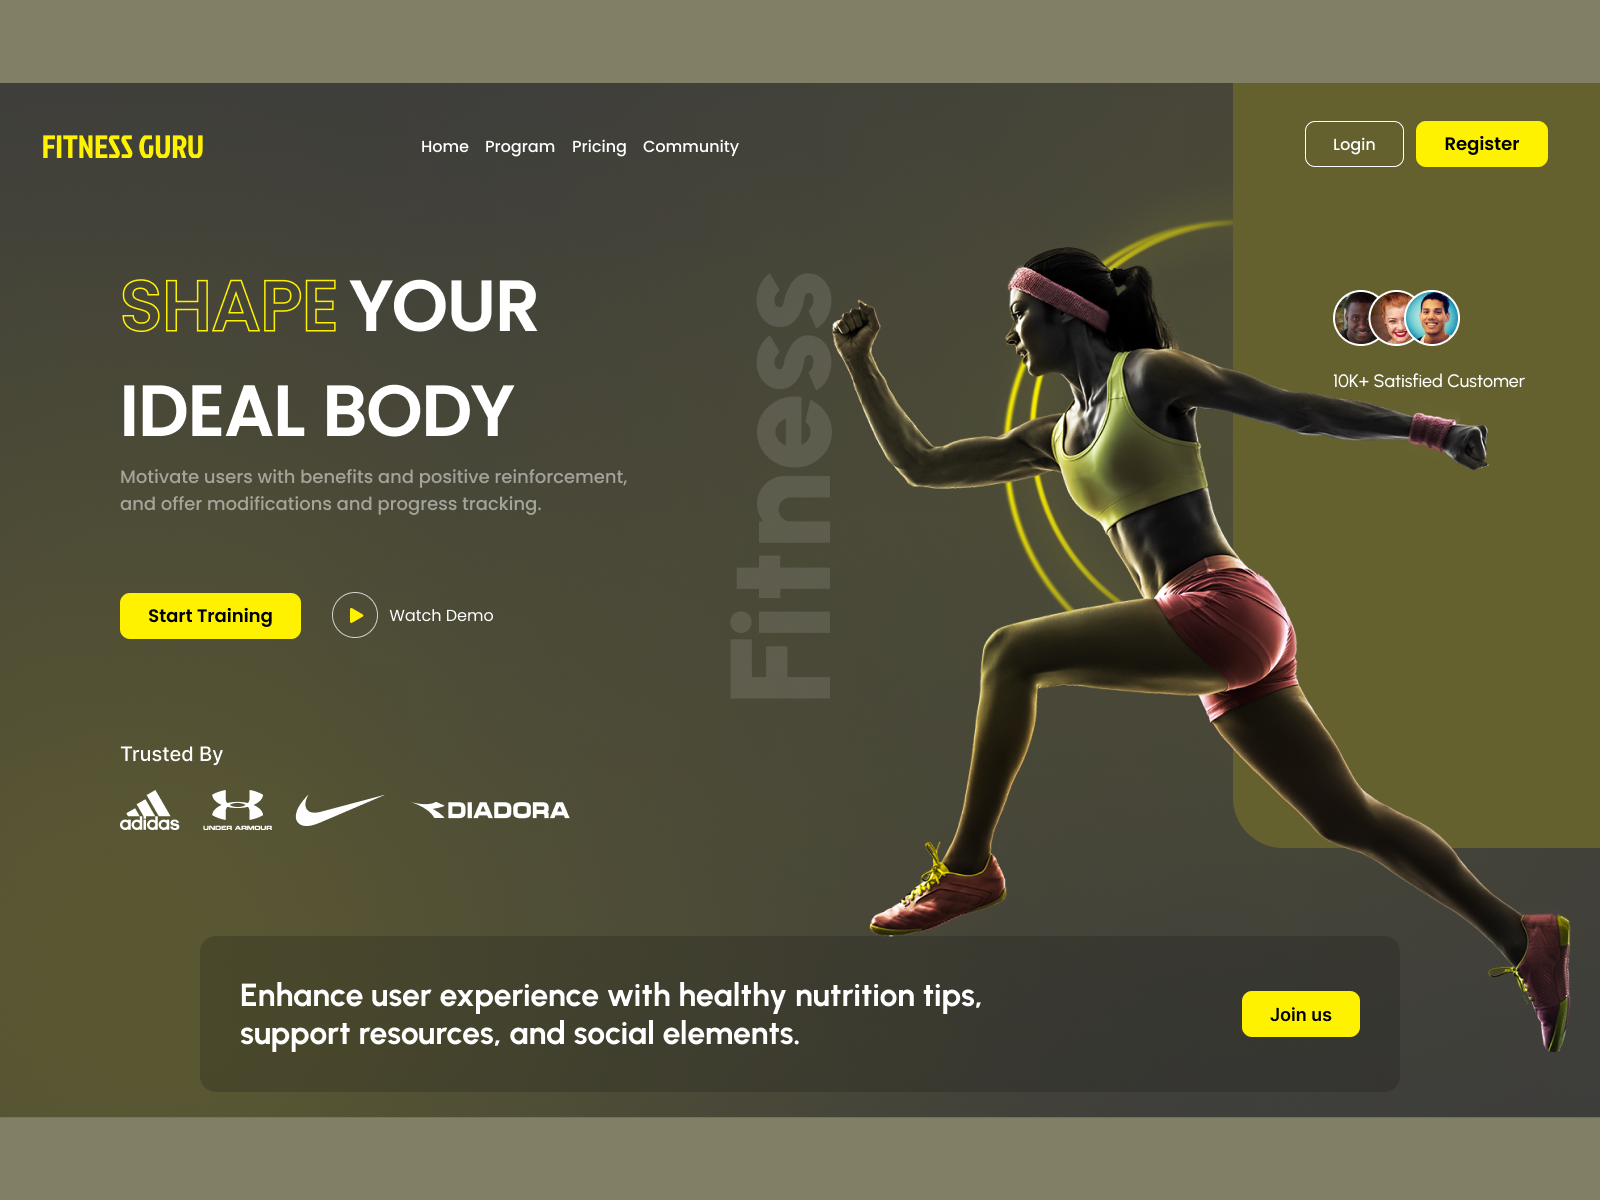 FITNESS GURU
Home Program Pricing Community
Login
Register
SHAPE YOUR
IDEAL BODY
Motivate users with benefits and positive reinforcement,
and offer modifications and progress tracking.
Start Training
Watch Demo
Fitness
10K+ Satisfied Customer
Trusted By
adidas
UNDER ARMOUR
DIADORA
Enhance user experience with healthy nutrition tips,
support resources, and social elements.
Join us